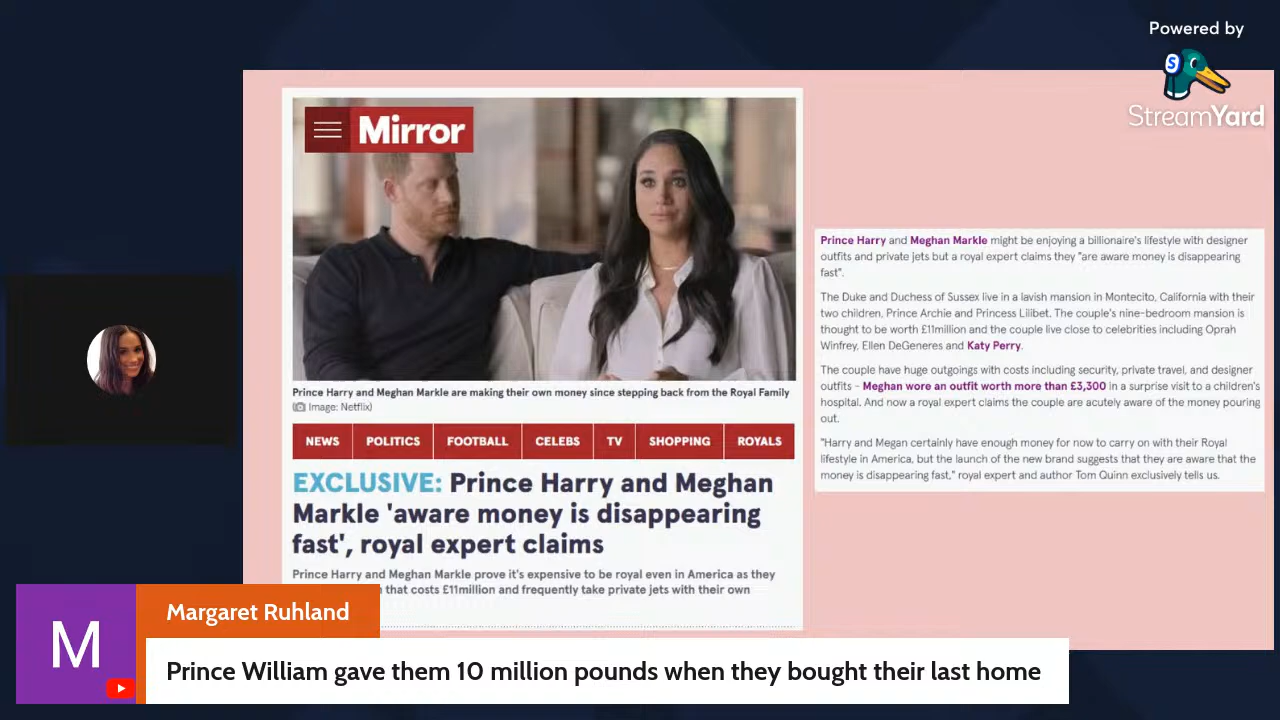 Powered by
StreamYard
Mirror
Prince Harry and Meghan Markle are making their own money since stepping back from the Royal Family
Image: Netflix)
NEWS POLITICS FOOTBALL CELEBS TV SHOPPING ROYALS
EXCLUSIVE: Prince Harry and Meghan
Markle 'aware money is disappearing
fast', royal expert claims
Prince Harry and Meghan Markle prove it's expensive to be royal even in America as they
that costs £11million and frequently take private jets with their own
Prince Harry and Meghan Markle might be enjoying a billionaire's lifestyle with designer
outfits and private jets but a royal expert claims they "are aware money is disappearing
fast".
The Duke and Duchess of Sussex live in a lavish mansion in Montecito, California with their
two children, Prince Archie and Princess Lilibet. The couple's nine-bedroom mansion is
thought to be worth £11million and the couple live close to celebrities including Oprah
Winfrey, Ellen DeGeneres and Katy Perry.
The couple have huge outgoings with costs including security, private travel, and designer
outfits - Meghan wore an outfit worth more than £3,300 in a surprise visit to a children's
hospital. And now a royal expert claims the couple are acutely aware of the money pouring
out.
"Harry and Megan certainly have enough money for now to carry on with their Royal
lifestyle in America, but the launch of the new brand suggests that they are aware that the
money is disappearing fast," royal expert and author Tom Quinn exclusively tells us.
M
Margaret Ruhland
Prince William gave them 10 million pounds when they bought their last home